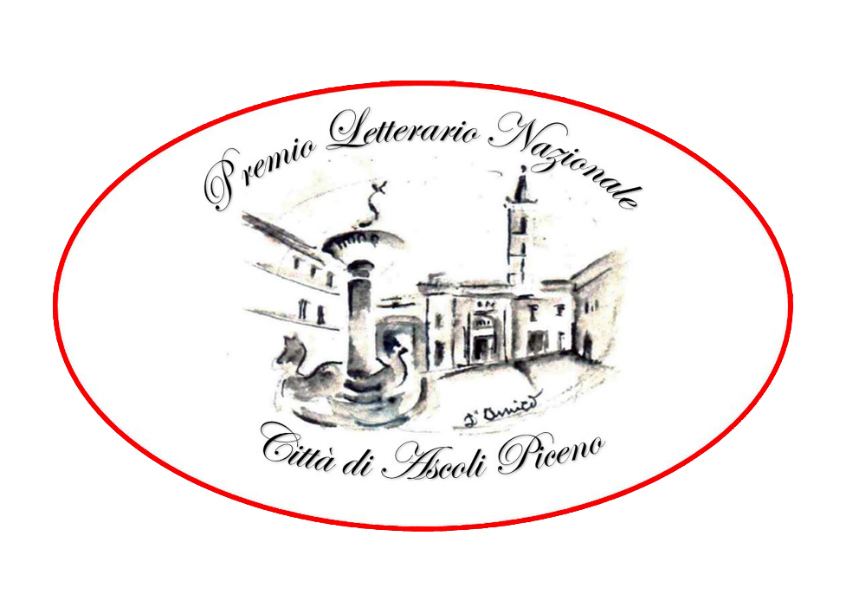 Premio Letterario Nazionale
D'Amico
Città di Ascoli Piceno